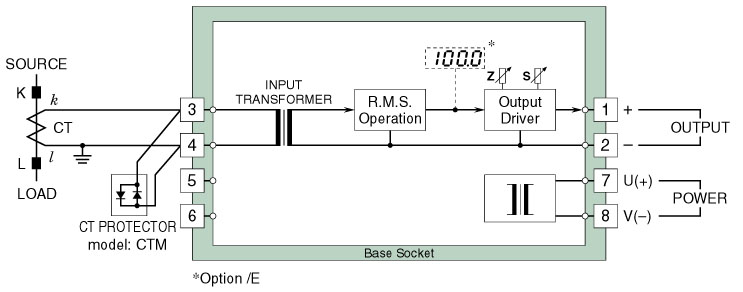 SOURCE
K
k
CT
l
L
LOAD
CT PROTECTOR
model: CTM
3
4
5
6
INPUT
TRANSFORMER
R.M.S.
Operation
100.0
*
Z
S
Output
Driver
1
+
2
−
OUTPUT
7
U(+)
8
V(−)
POWER
Base Socket
*Option /E